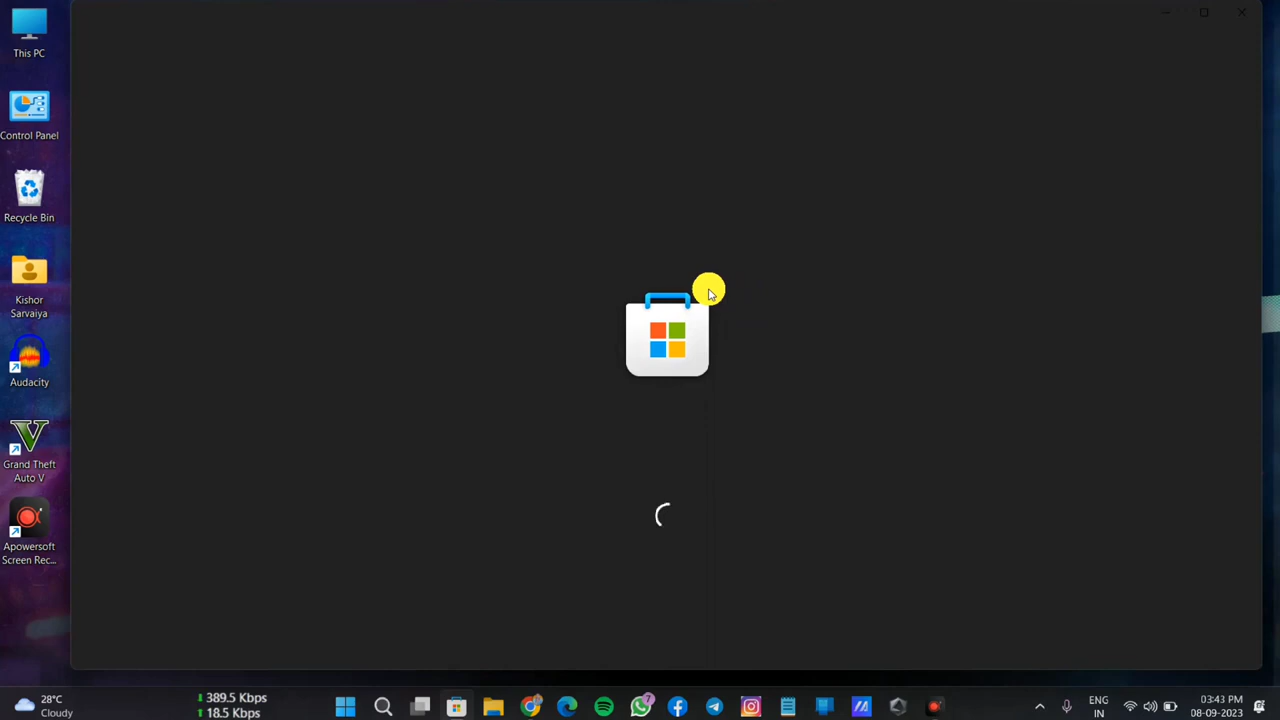 This PC
Control Panel
Recycle Bin
Kishor
Sarvaiya
Audacity
Grand Theft
Auto V
Apowersoft
Screen Rec...
28°C
Cloudy
389.5 Kbps
18.5 Kbps
7
ENG
IN
03:43 PM
08-09-2023